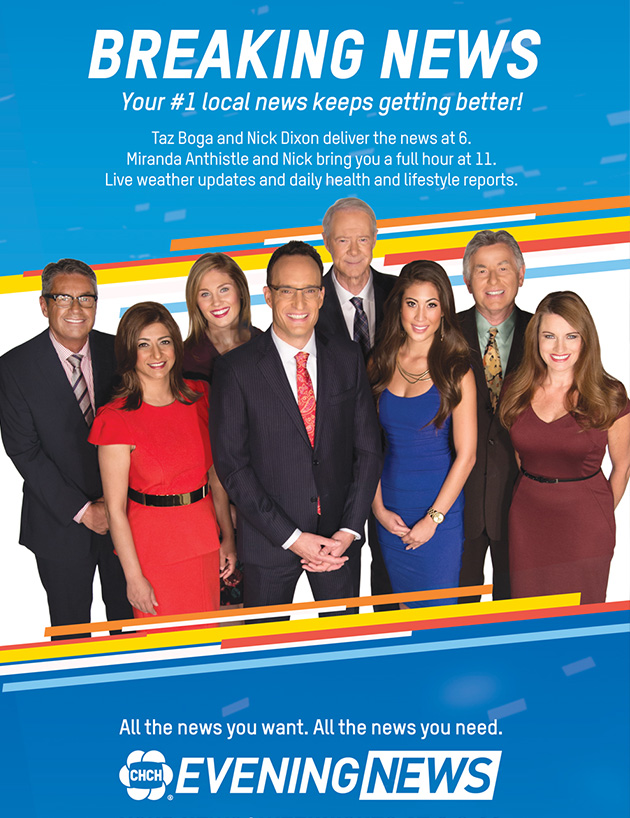 BREAKING NEWS
Your #1 local news keeps getting better!
Taz Boga and Nick Dixon deliver the news at 6.
Miranda Anthistle and Nick bring you a full hour at 11.
Live weather updates and daily health and lifestyle reports.
All the news you want. All the news you need.
CHCH® EVENING NEWS